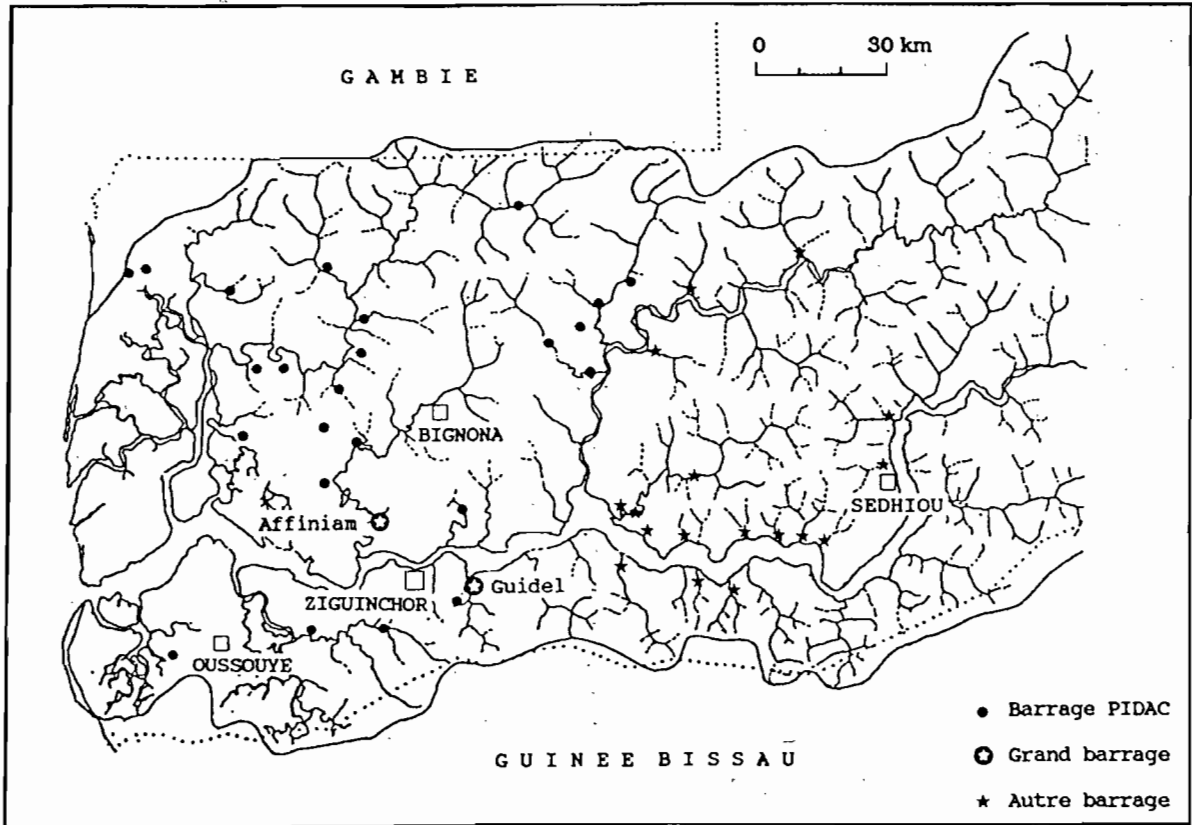 0 30 km
GAMBIE
BIGNONA
SEDHIOU
Affiniam
ZIGUINCHOR
Guidel
OUSSOUYE
Barrage PIDAC
GUINEE BISSAU
Grand barrage
Autre barrage